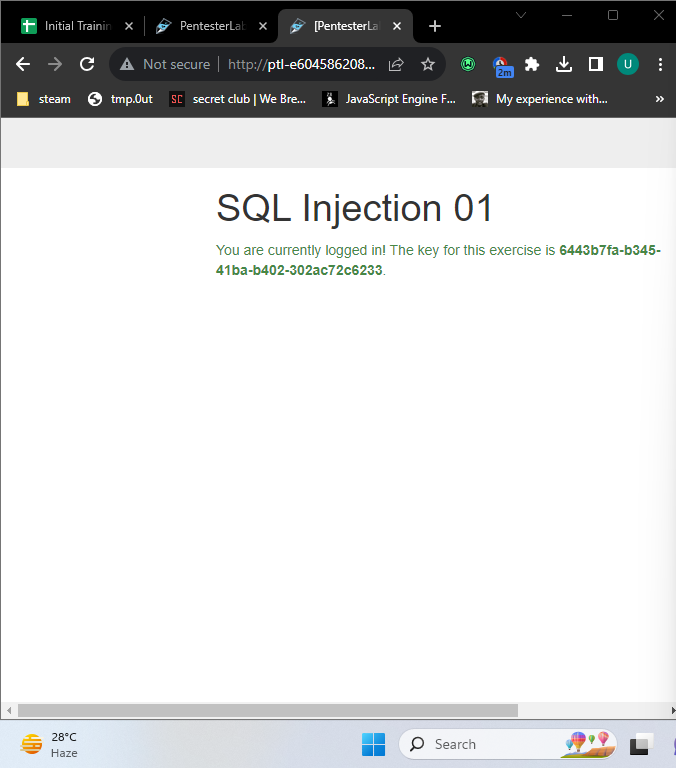 Initial Trainin
PentesterLab
[PentesterLa
Not secure
http://ptl-e604586208...
2m
U
steam
tmp.0ut
SC
secret club | We Bre...
JavaScript Engine F...
My experience with...
»
SQL Injection 01
You are currently logged in! The key for this exercise is 6443b7fa-b345-
41ba-b402-302ac72c6233.
28°C
Haze
Search